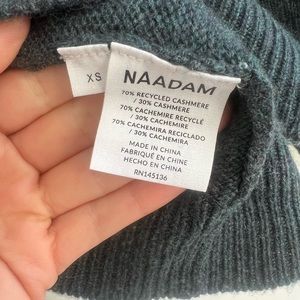 XS
NAADAM
70% RECYCLED CASHMERE
/ 30% CASHMERE
70% CACHEMIRE RECYCLÉ
/ 30% CACHEMIRE
70% CACHEMIRA RECICLADO
/ 30% CACHEMIRA
MADE IN CHINA
FABRIQUÉ EN CHINE
HECHO EN CHINA
RN145136